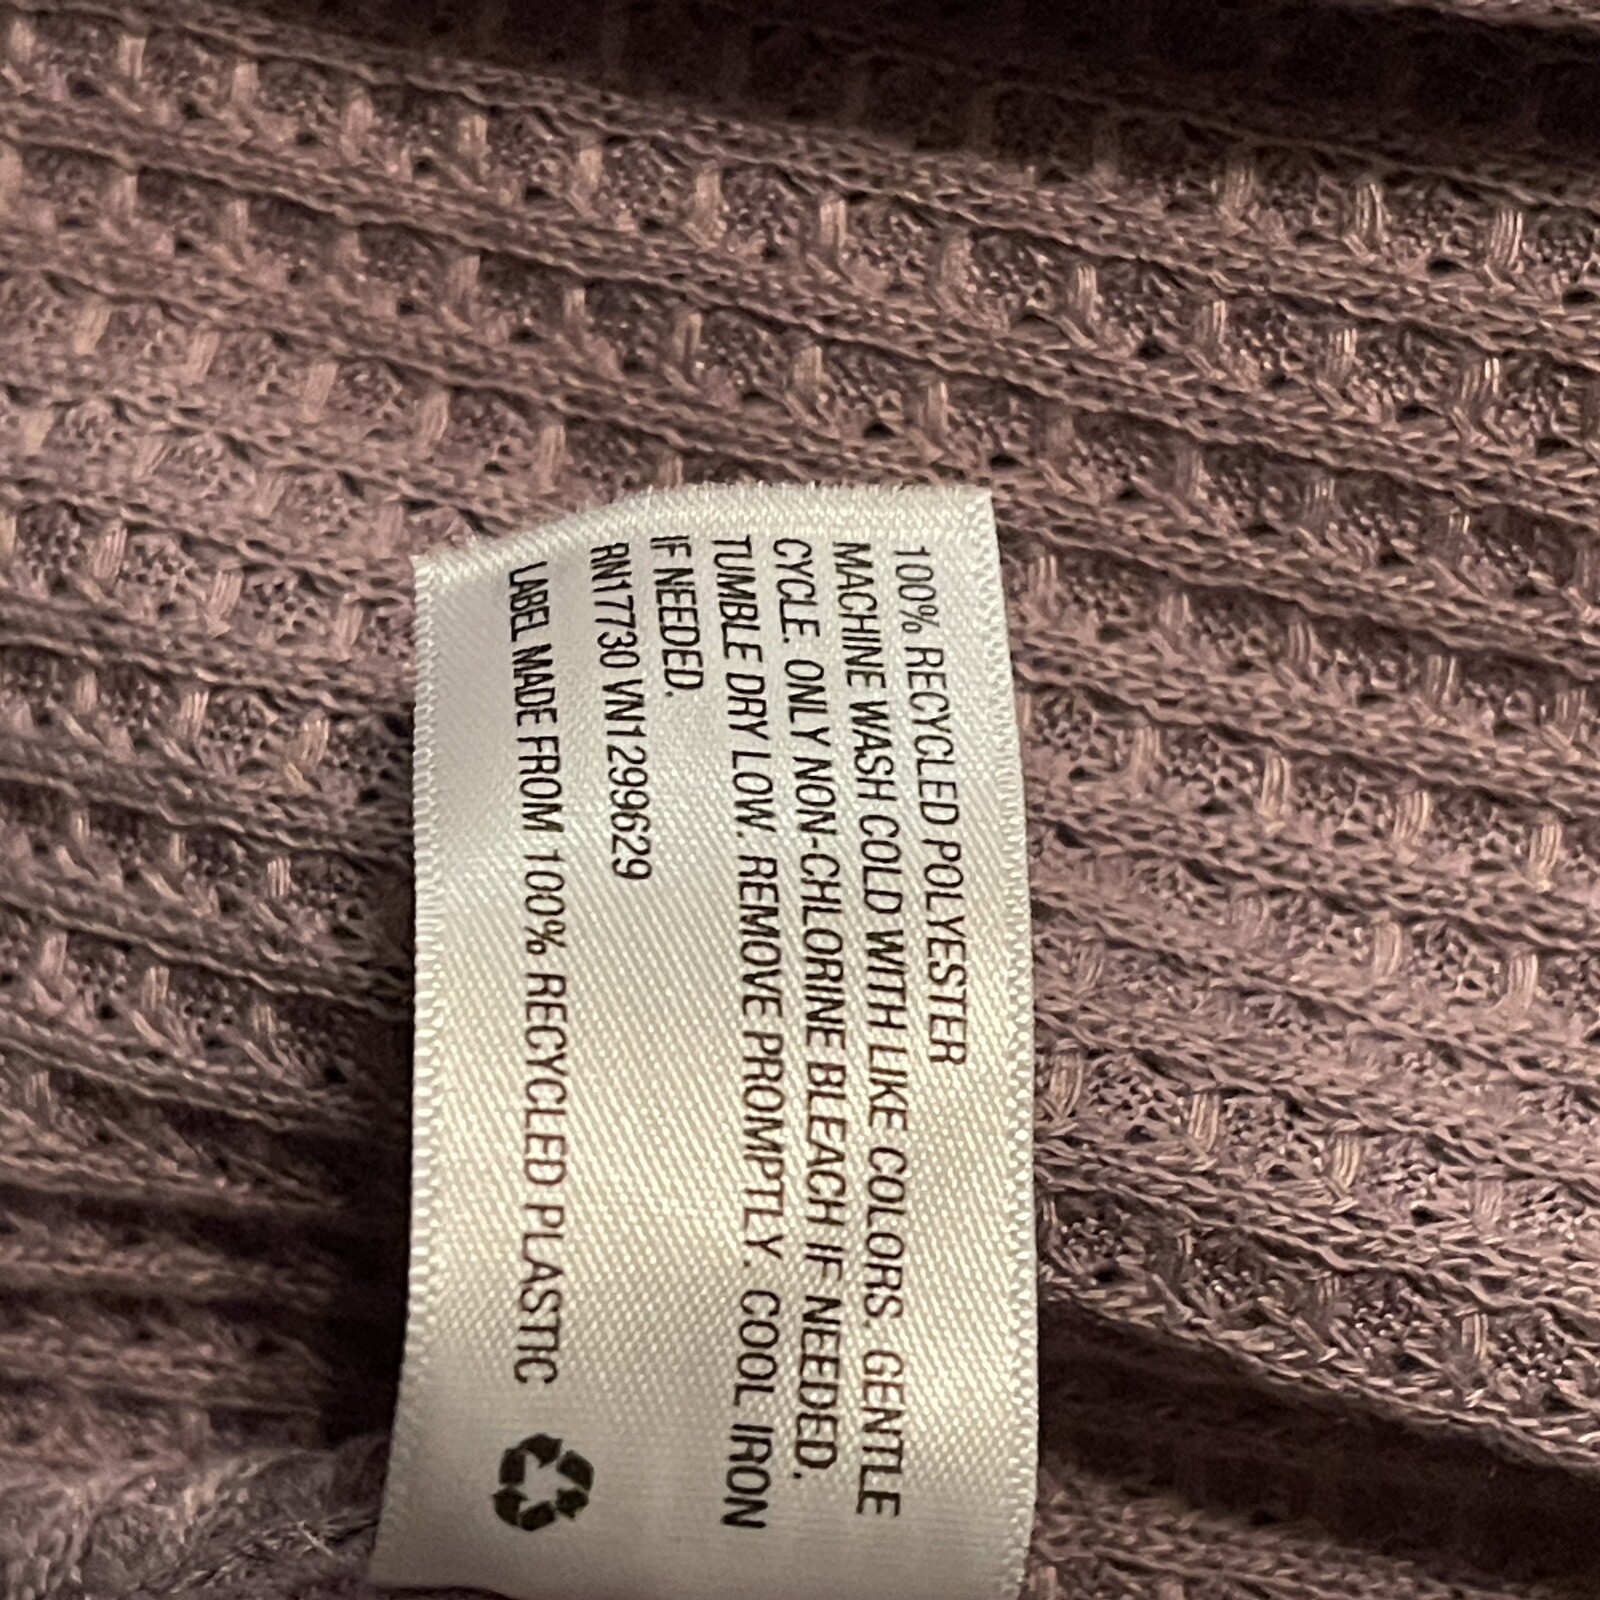 100% RECYCLED POLYESTER
MACHINE WASH COLD WITH LIKE COLORS. GENTLE
CYCLE. ONLY NON-CHLORINE BLEACH IF NEEDED.
TUMBLE DRY LOW. REMOVE PROMPTLY. COOL IRON
IF NEEDED.
RN17730 VN1299629
LABEL MADE FROM 100% RECYCLED PLASTIC